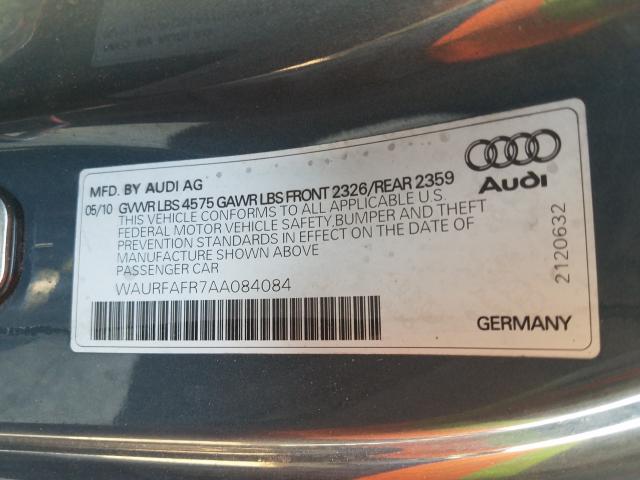 MFD. BY AUDI AG
05/10 GVWR LBS 4575 GAWR LBS FRONT 2326/REAR 2359
THIS VEHICLE CONFORMS TO ALL APPLICABLE U.S.
FEDERAL MOTOR VEHICLE SAFETY,BUMPER AND THEFT
PREVENTION STANDARDS IN EFFECT ON THE DATE OF
MANUFACTURE SHOWN ABOVE
PASSENGER CAR
WAURFAFR7AA084084
Audi
2120632
GERMANY